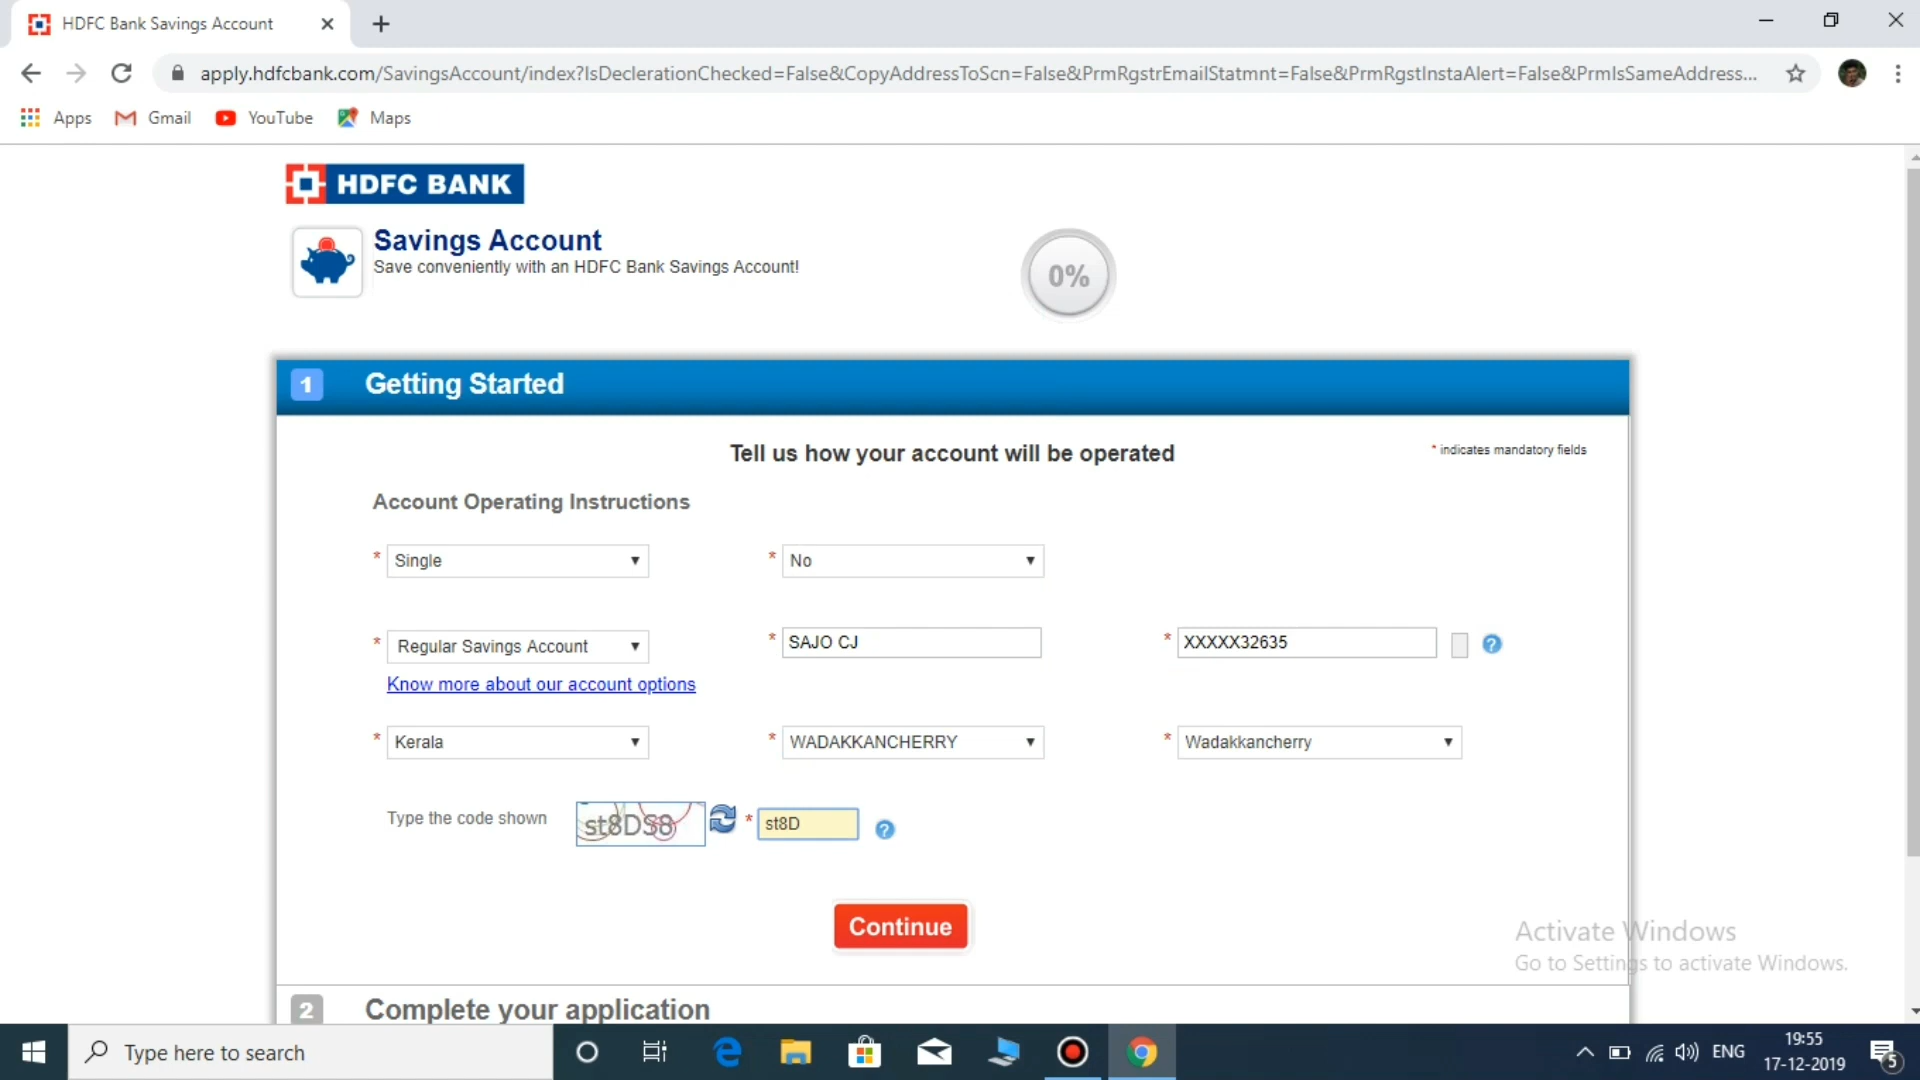 HDFC Bank Savings Account
apply.hdfcbank.com/SavingsAccount/index?IsDeclerationChecked=False&CopyAddressToScn=False&PrmRgstrEmailStatmnt=False&PrmRgstInstaAlert=False&PrmIsSameAddress...
Apps Gmail YouTube Maps
HDFC BANK
Savings Account
Save conveniently with an HDFC Bank Savings Account!
0%
1 Getting Started
Tell us how your account will be operated
* indicates mandatory fields
Account Operating Instructions
* Single * No
* Regular Savings Account * SAJO CJ * XXXXX32635 ?
Know more about our account options
* Kerala * WADAKKANCHERRY * Wadakkancherry
Type the code shown st8DS8 * st8D ?
Continue
Activate Windows
Go to Settings to activate Windows.
2 Complete your application
Type here to search
ENG
19:55
17-12-2019
5